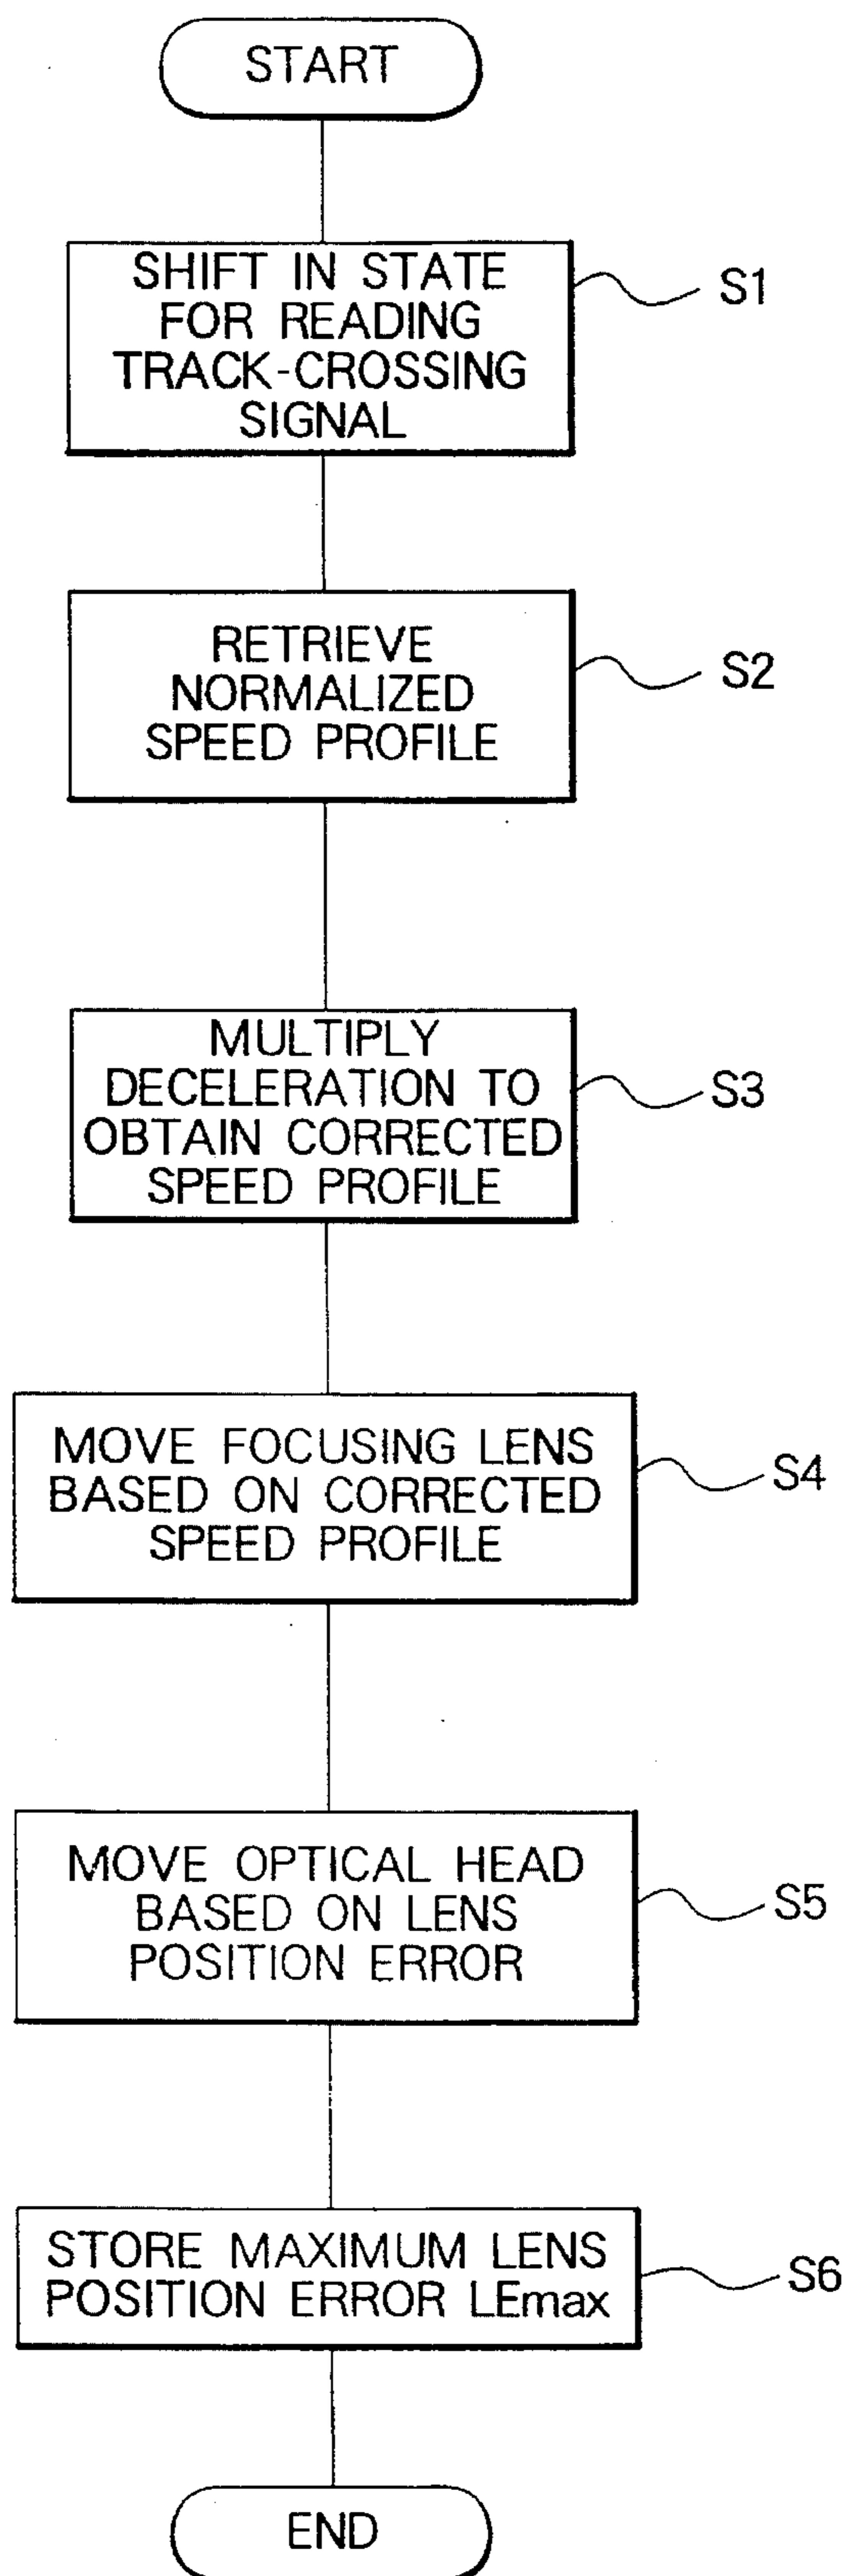 START
SHIFT IN STATE
FOR READING
TRACK-CROSSING
SIGNAL
S1
RETRIEVE
NORMALIZED
SPEED PROFILE
S2
MULTIPLY
DECELERATION TO
OBTAIN CORRECTED
SPEED PROFILE
S3
MOVE FOCUSING LENS
BASED ON CORRECTED
SPEED PROFILE
S4
MOVE OPTICAL HEAD
BASED ON LENS
POSITION ERROR
S5
STORE MAXIMUM LENS
POSITION ERROR LEmax
S6
END